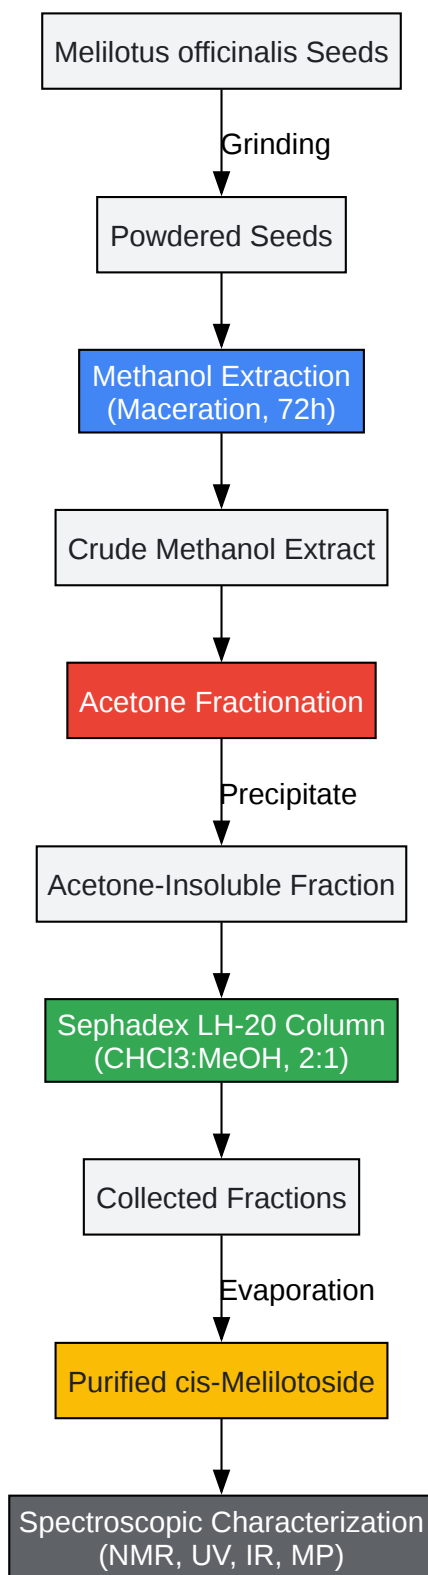 Melilotus officinalis Seeds
Grinding
Powdered Seeds
Methanol Extraction
(Maceration, 72h)
Crude Methanol Extract
Acetone Fractionation
Precipitate
Acetone-Insoluble Fraction
Sephadex LH-20 Column
(CHCl3:MeOH, 2:1)
Collected Fractions
Evaporation
Purified cis-Melilotoside
Spectroscopic Characterization
(NMR, UV, IR, MP)